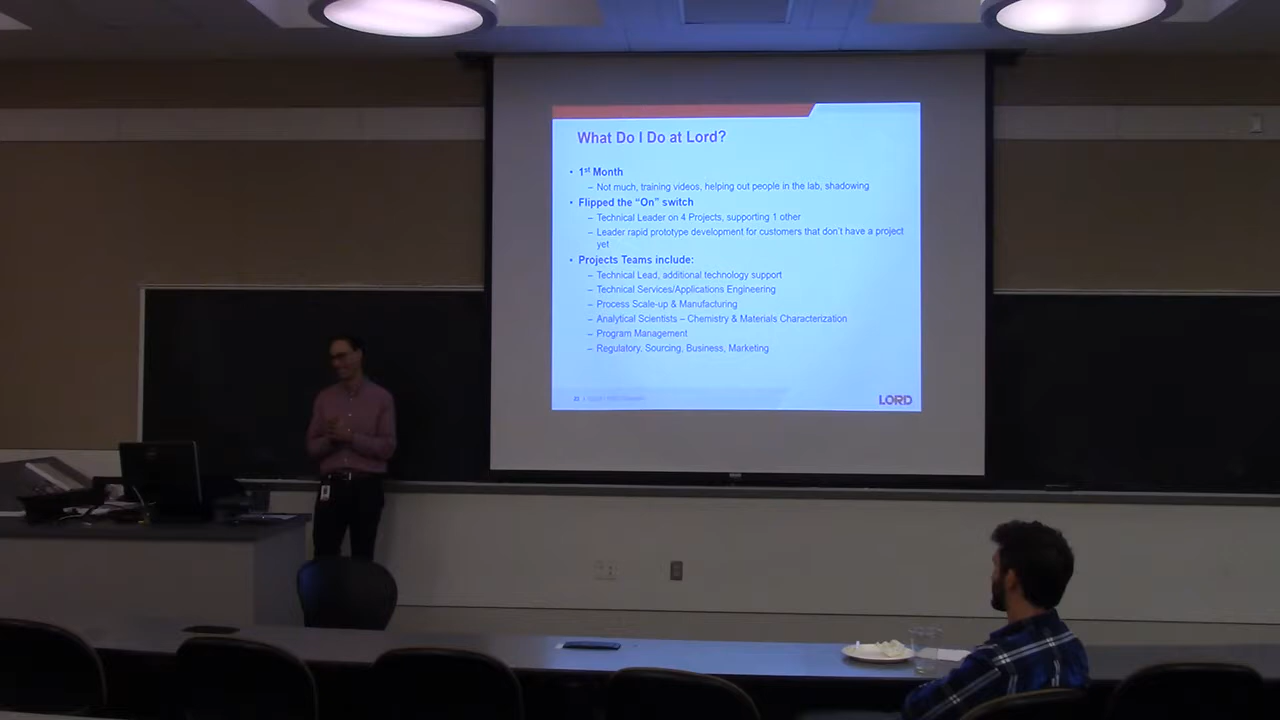 What Do I Do at Lord?
• 1st Month
– Not much, training videos, helping out people in the lab, shadowing
• Flipped the “On” switch
– Technical Leader on 4 Projects, supporting 1 other
– Leader rapid prototype development for customers that don’t have a project
yet
• Projects Teams include:
– Technical Lead, additional technology support
– Technical Services/Applications Engineering
– Process Scale-up & Manufacturing
– Analytical Scientists – Chemistry & Materials Characterization
– Program Management
– Regulatory, Sourcing, Business, Marketing
LORD